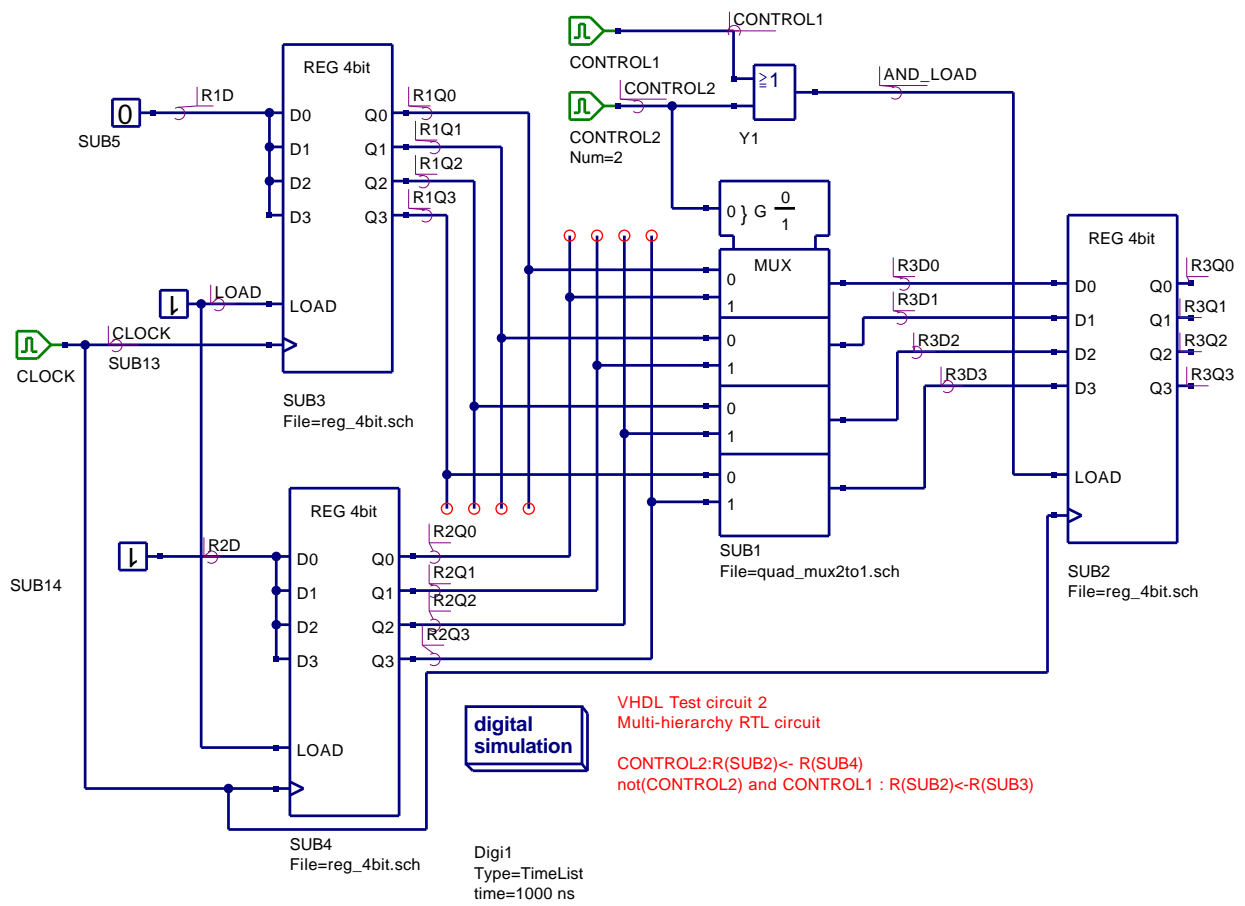 CONTROL1
CONTROL1
CONTROL2
CONTROL2
Num=2
≧1
Y1
AND_LOAD
REG 4bit
R1D
0
SUB5
D0
D1
D2
D3
Q0
Q1
Q2
Q3
R1Q0
R1Q1
R1Q2
R1Q3
1
LOAD
LOAD
CLOCK
CLOCK
SUB13
SUB3
File=reg_4bit.sch
0 } G 0
1
MUX
0
1
0
1
0
1
0
1
SUB1
File=quad_mux2to1.sch
R3D0
R3D1
R3D2
R3D3
REG 4bit
D0
D1
D2
D3
LOAD
Q0
Q1
Q2
Q3
R3Q0
R3Q1
R3Q2
R3Q3
SUB2
File=reg_4bit.sch
REG 4bit
1
R2D
SUB14
D0
D1
D2
D3
Q0
Q1
Q2
Q3
R2Q0
R2Q1
R2Q2
R2Q3
LOAD
SUB4
File=reg_4bit.sch
digital
simulation
VHDL Test circuit 2
Multi-hierarchy RTL circuit
CONTROL2:R(SUB2)<- R(SUB4)
not(CONTROL2) and CONTROL1 : R(SUB2)<-R(SUB3)
Digi1
Type=TimeList
time=1000 ns